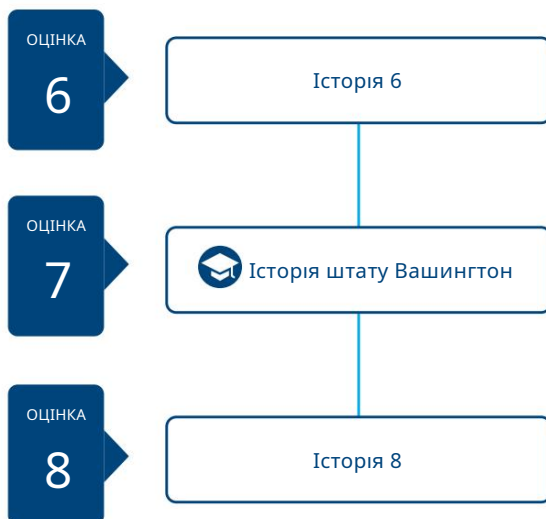 ОЦІНКА
6
Історія 6
ОЦІНКА
7
Історія штату Вашингтон
ОЦІНКА
8
Історія 8